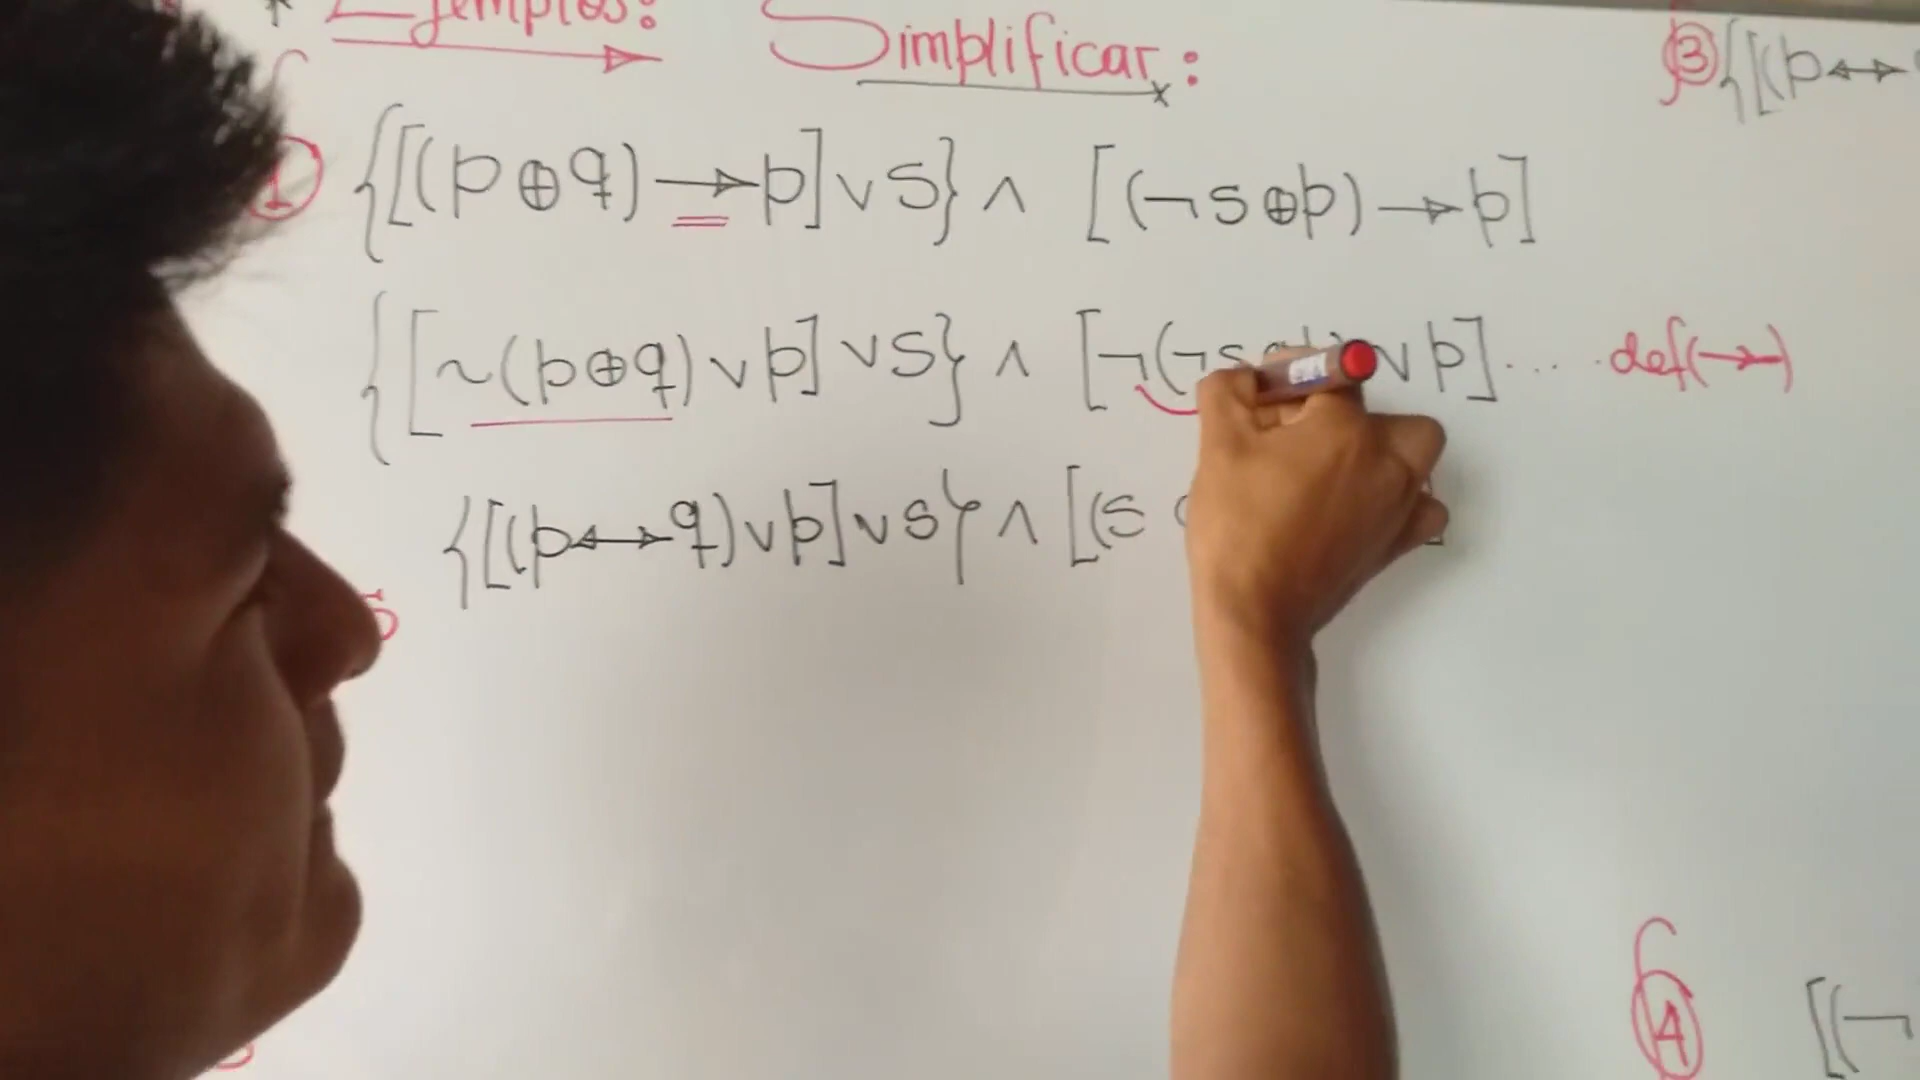 * Ejemplos: Simplificar:
① {[(p⊕q)→p]∨s}∧ [(¬s⊕p)→p]
③ {[(p↔
{[~(p⊕q)∨p]∨s}∧ [¬(¬s ∨p].... def(→)
{[(p↔q)∨p]∨s}∧[(s
4 [(¬